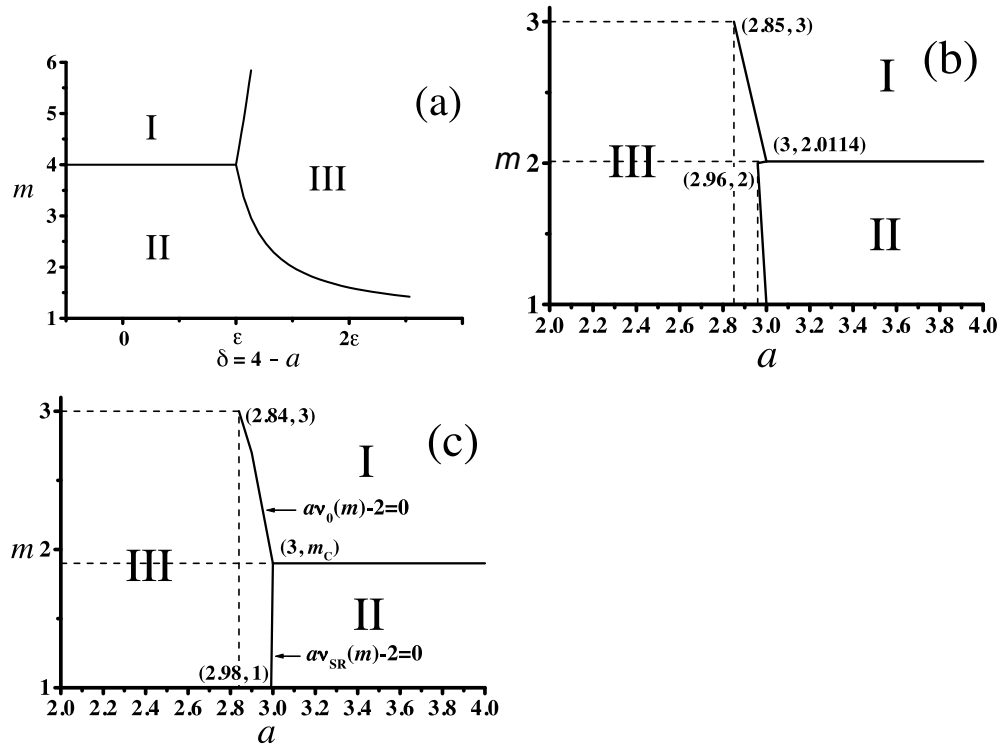 (a)
6
5
4
3
2
1
m
I
II
III
0 ε 2ε
δ = 4 - a
(b)
3
2
1
m
(2.85, 3)
I
(3, 2.0114)
III
(2.96, 2)
II
2.0 2.2 2.4 2.6 2.8 3.0 3.2 3.4 3.6 3.8 4.0
a
(c)
3
2
1
m
(2.84, 3)
I
aν₀(m)-2=0
(3, m_C)
III
II
aν_SR(m)-2=0
(2.98, 1)
2.0 2.2 2.4 2.6 2.8 3.0 3.2 3.4 3.6 3.8 4.0
a